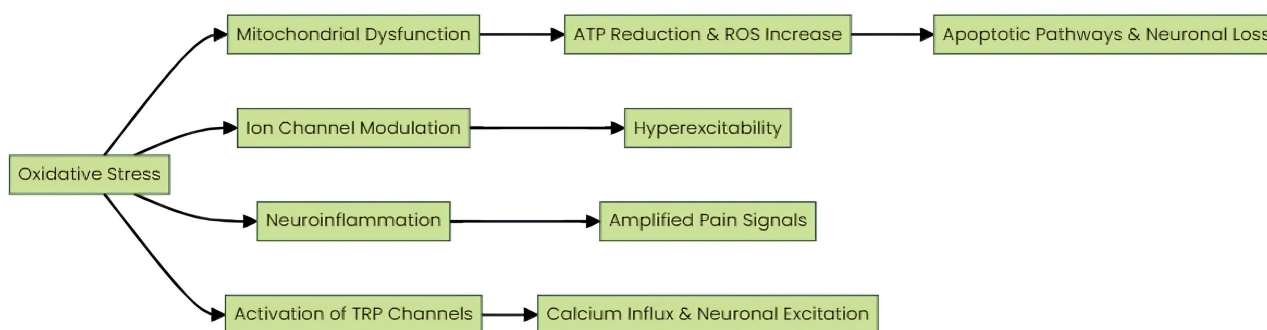 Mitochondrial Dysfunction
ATP Reduction & ROS Increase
Apoptotic Pathways & Neuronal Loss
Ion Channel Modulation
Hyperexcitability
Oxidative Stress
Neuroinflammation
Amplified Pain Signals
Activation of TRP Channels
Calcium Influx & Neuronal Excitation